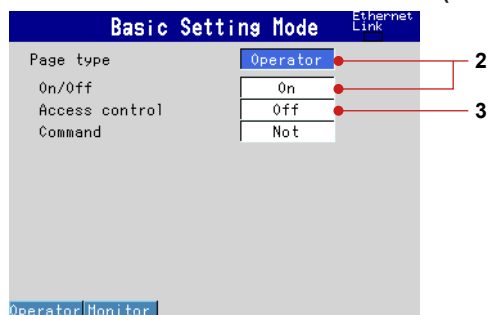 Basic Setting Mode Ethernet Link
Page type Operator 2
On/Off On
Access control Off 3
Command Not
Operator Monitor